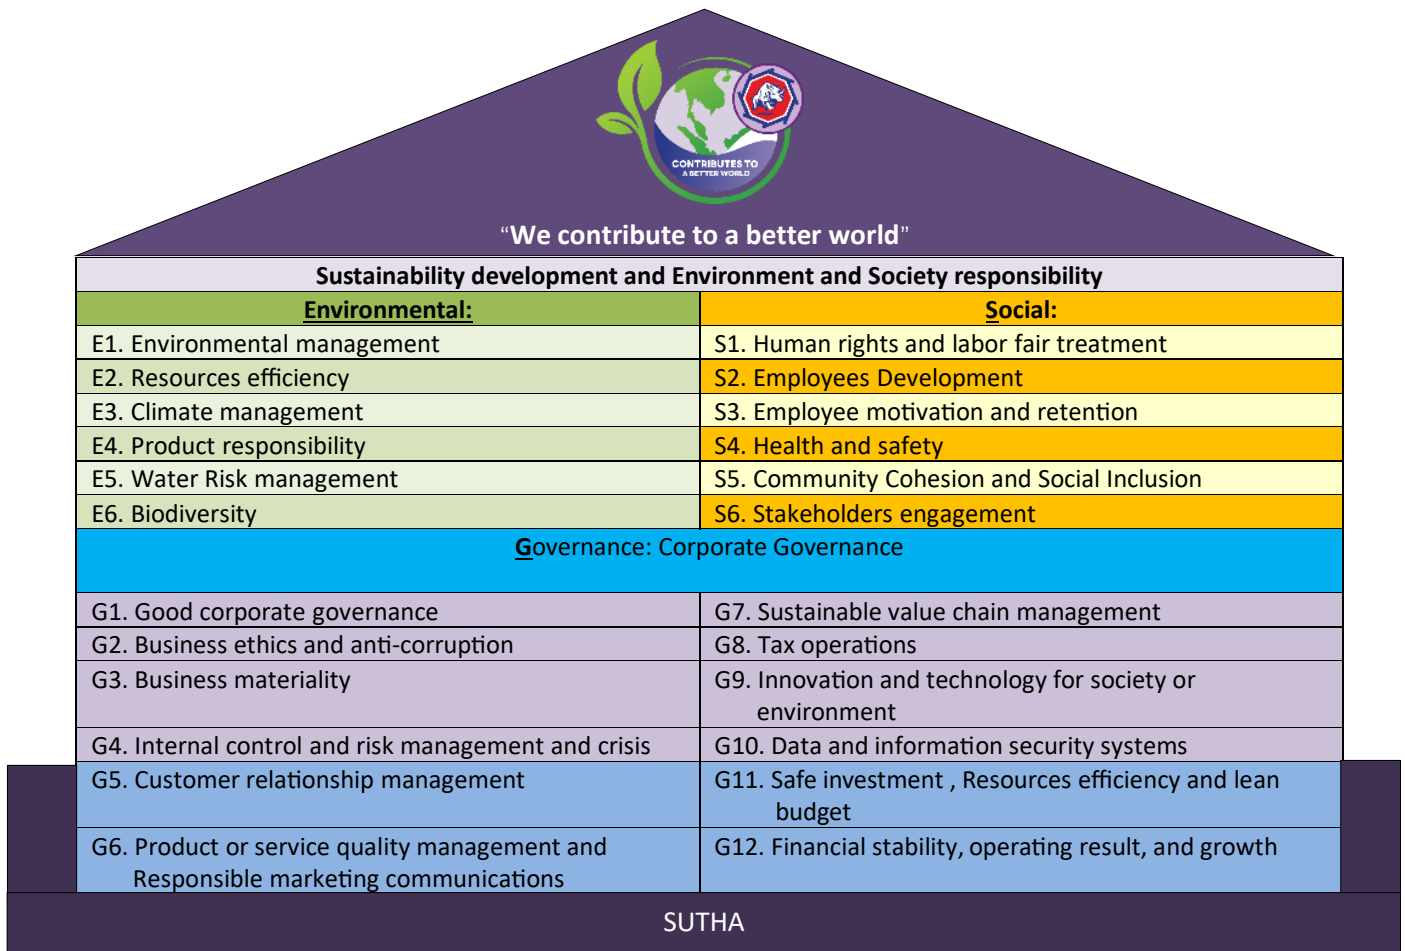 CONTRIBUTES TO
A BETTER WORLD
“We contribute to a better world”
Sustainability development and Environment and Society responsibility
Environmental:
Social:
E1. Environmental management
S1. Human rights and labor fair treatment
E2. Resources efficiency
S2. Employees Development
E3. Climate management
S3. Employee motivation and retention
E4. Product responsibility
S4. Health and safety
E5. Water Risk management
S5. Community Cohesion and Social Inclusion
E6. Biodiversity
S6. Stakeholders engagement
Governance: Corporate Governance
G1. Good corporate governance
G7. Sustainable value chain management
G2. Business ethics and anti-corruption
G8. Tax operations
G3. Business materiality
G9. Innovation and technology for society or
environment
G4. Internal control and risk management and crisis
G10. Data and information security systems
G5. Customer relationship management
G11. Safe investment , Resources efficiency and lean
budget
G6. Product or service quality management and
Responsible marketing communications
G12. Financial stability, operating result, and growth
SUTHA